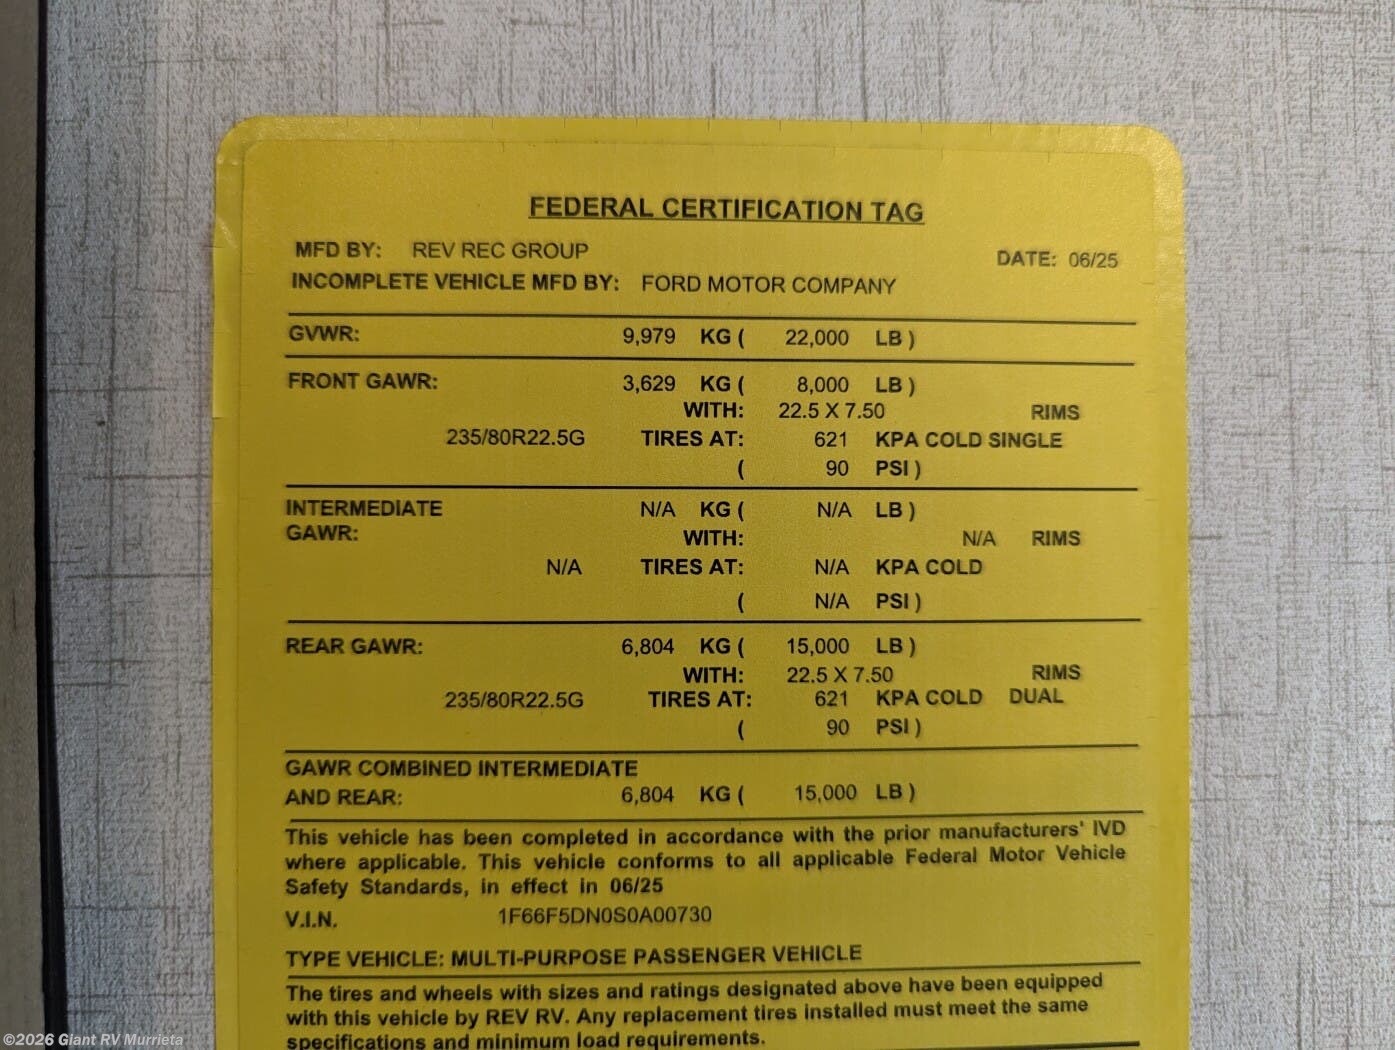 FEDERAL CERTIFICATION TAG
MFD BY: REV REC GROUP DATE: 06/25
INCOMPLETE VEHICLE MFD BY: FORD MOTOR COMPANY
GVWR: 9,979 KG ( 22,000 LB )
FRONT GAWR: 3,629 KG ( 8,000 LB )
WITH: 22.5 X 7.50 RIMS
235/80R22.5G TIRES AT: 621 KPA COLD SINGLE
( 90 PSI )
INTERMEDIATE N/A KG ( N/A LB )
GAWR: WITH: N/A RIMS
N/A TIRES AT: N/A KPA COLD
( N/A PSI )
REAR GAWR: 6,804 KG ( 15,000 LB )
WITH: 22.5 X 7.50 RIMS
235/80R22.5G TIRES AT: 621 KPA COLD DUAL
( 90 PSI )
GAWR COMBINED INTERMEDIATE
AND REAR: 6,804 KG ( 15,000 LB )
This vehicle has been completed in accordance with the prior manufacturers' IVD
where applicable. This vehicle conforms to all applicable Federal Motor Vehicle
Safety Standards, in effect in 06/25
V.I.N. 1F66F5DN0S0A00730
TYPE VEHICLE: MULTI-PURPOSE PASSENGER VEHICLE
The tires and wheels with sizes and ratings designated above have been equipped
with this vehicle by REV RV. Any replacement tires installed must meet the same
specifications and minimum load requirements.
©2026 Giant RV Murrieta